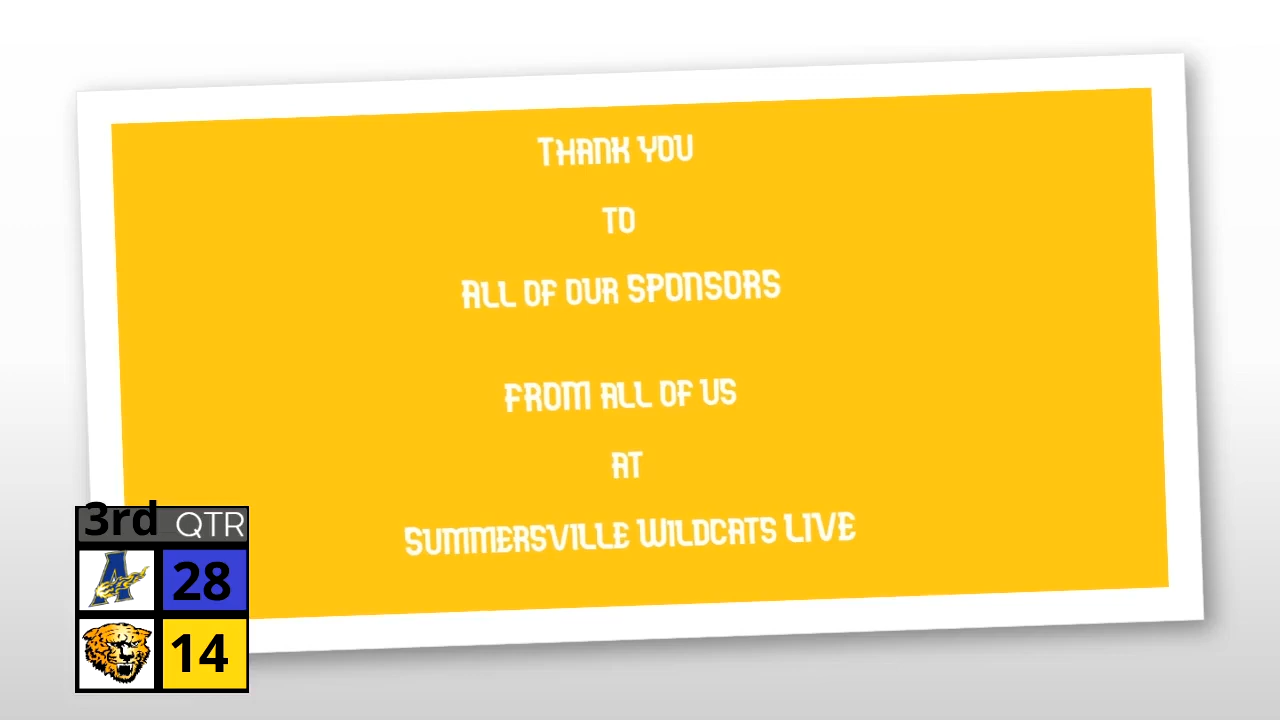 Thank you
to
All of our SPONSORS
FROM all of us
at
Summersville Wildcats LIVE
3rd QTR
A 28
14